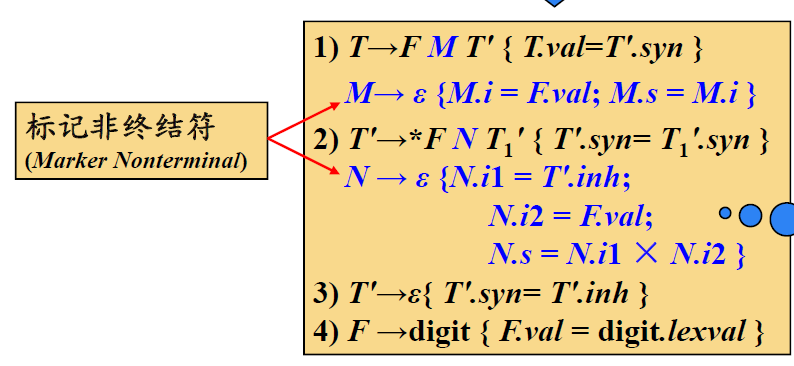 标记非终结符
(Marker Nonterminal)
1) T→F M T′ { T.val=T′.syn }
M→ ε {M.i = F.val; M.s = M.i }
2) T′→*F N T₁′ { T′.syn= T₁′.syn }
N → ε {N.i1 = T′.inh;
N.i2 = F.val;
N.s = N.i1 × N.i2 }
3) T′→ε{ T′.syn= T′.inh }
4) F →digit { F.val = digit.lexval }